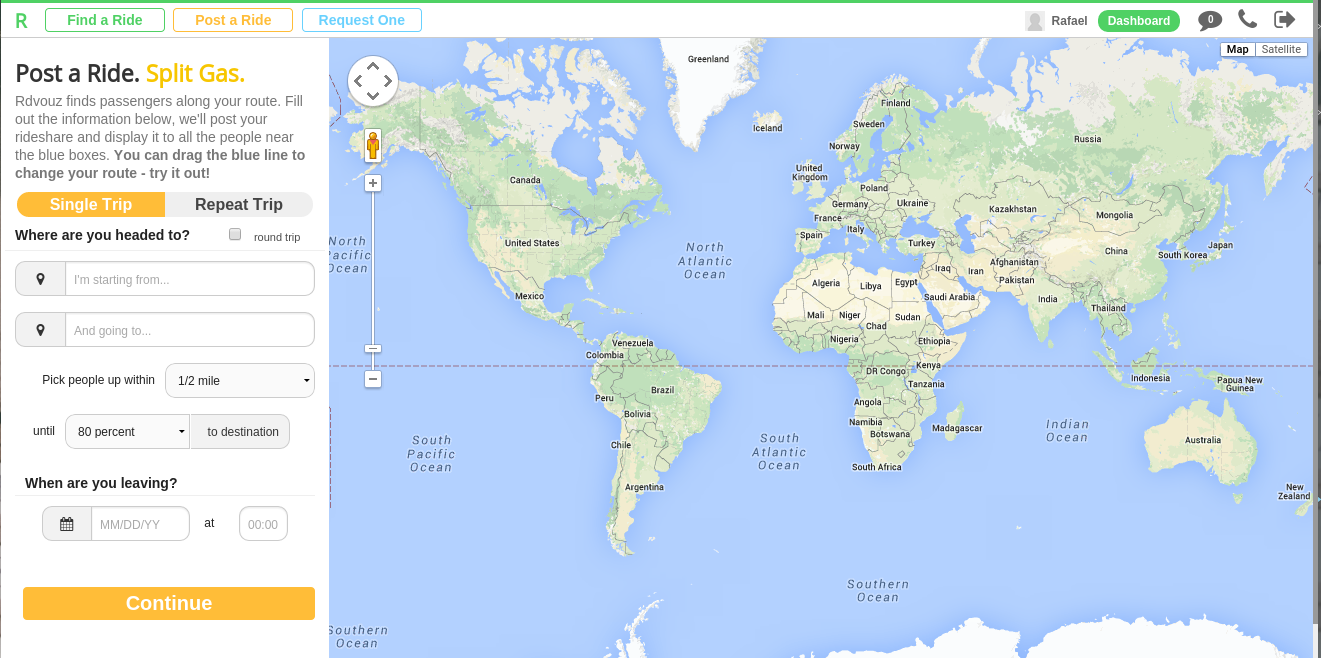 R Find a Ride Post a Ride Request One Rafael Dashboard 0
Map Satellite
Post a Ride. Split Gas.
Rdvouz finds passengers along your route. Fill
out the information below, we'll post your
rideshare and display it to all the people near
the blue boxes. You can drag the blue line to
change your route - try it out!
Single Trip Repeat Trip
Where are you headed to? round trip
I'm starting from...
And going to...
Pick people up within 1/2 mile
until 80 percent to destination
When are you leaving?
MM/DD/YY at 00:00
Continue
Greenland
Iceland
Finland
Sweden
Norway
Russia
United
Kingdom
Canada
Poland
Germany
Ukraine
France
Kazakhstan
Mongolia
Italy
Spain
Turkey
United States
North
Pacific
Ocean
North
Atlantic
Ocean
Japan
China
South Korea
Afghanistan
Iraq
Iran
Pakistan
Algeria
Libya
Egypt
Saudi Arabia
India
Mexico
Thailand
Mali
Niger
Chad
Sudan
Nigeria
Ethiopia
Venezuela
Colombia
Kenya
DR Congo
Tanzania
Indonesia
Papua New
Guinea
Brazil
Peru
Bolivia
Angola
Namibia
Botswana
Madagascar
South Africa
Chile
Argentina
South
Pacific
Ocean
South
Atlantic
Ocean
Indian
Ocean
Australia
New
Zealand
Southern
Ocean
Southern
Ocean